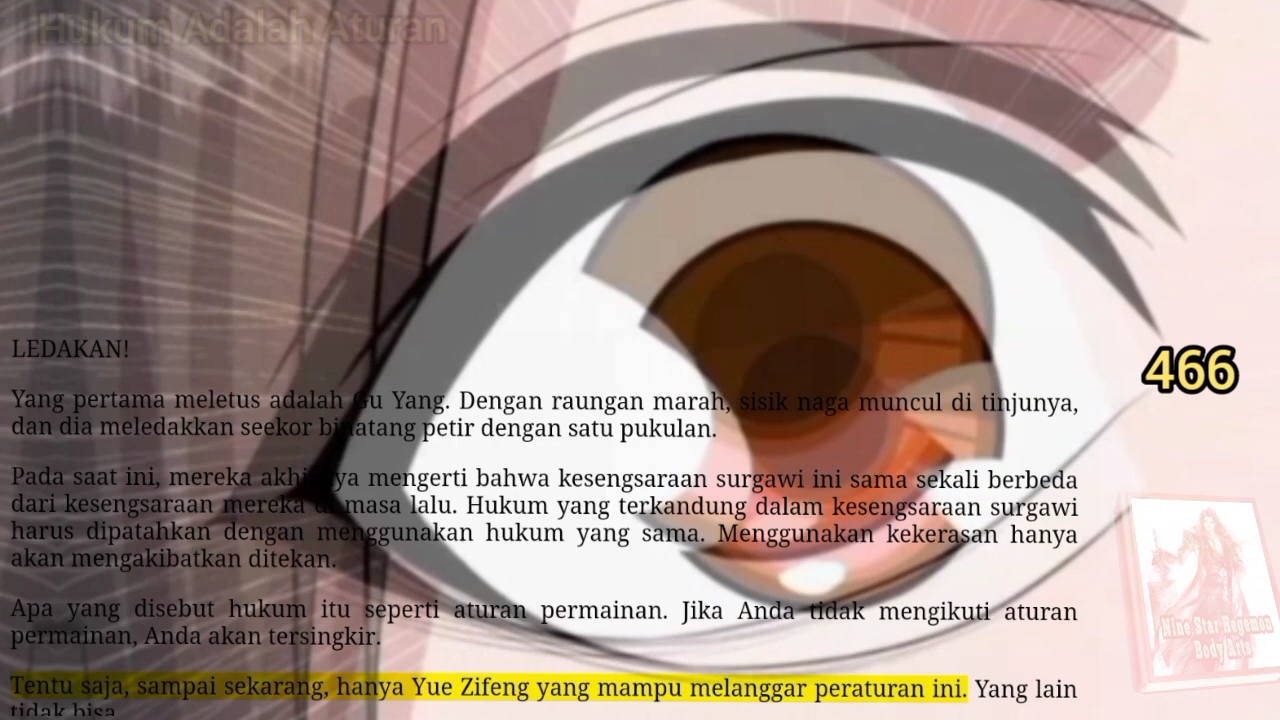 Hukum Adalah Aturan
LEDAKAN!
Yang pertama meletus adalah Gu Yang. Dengan raungan marah, sisik naga muncul di tinjunya,
dan dia meledakkan seekor binatang petir dengan satu pukulan.
466
Pada saat ini, mereka akhirnya mengerti bahwa kesengsaraan surgawi ini sama sekali berbeda
dari kesengsaraan mereka di masa lalu. Hukum yang terkandung dalam kesengsaraan surgawi
harus dipatahkan dengan menggunakan hukum yang sama. Menggunakan kekerasan hanya
akan mengakibatkan ditekan.
Apa yang disebut hukum itu seperti aturan permainan. Jika Anda tidak mengikuti aturan
permainan, Anda akan tersingkir.
Tentu saja, sampai sekarang, hanya Yue Zifeng yang mampu melanggar peraturan ini. Yang lain
tidak bisa
Nine Star Hegemon
Body Arts